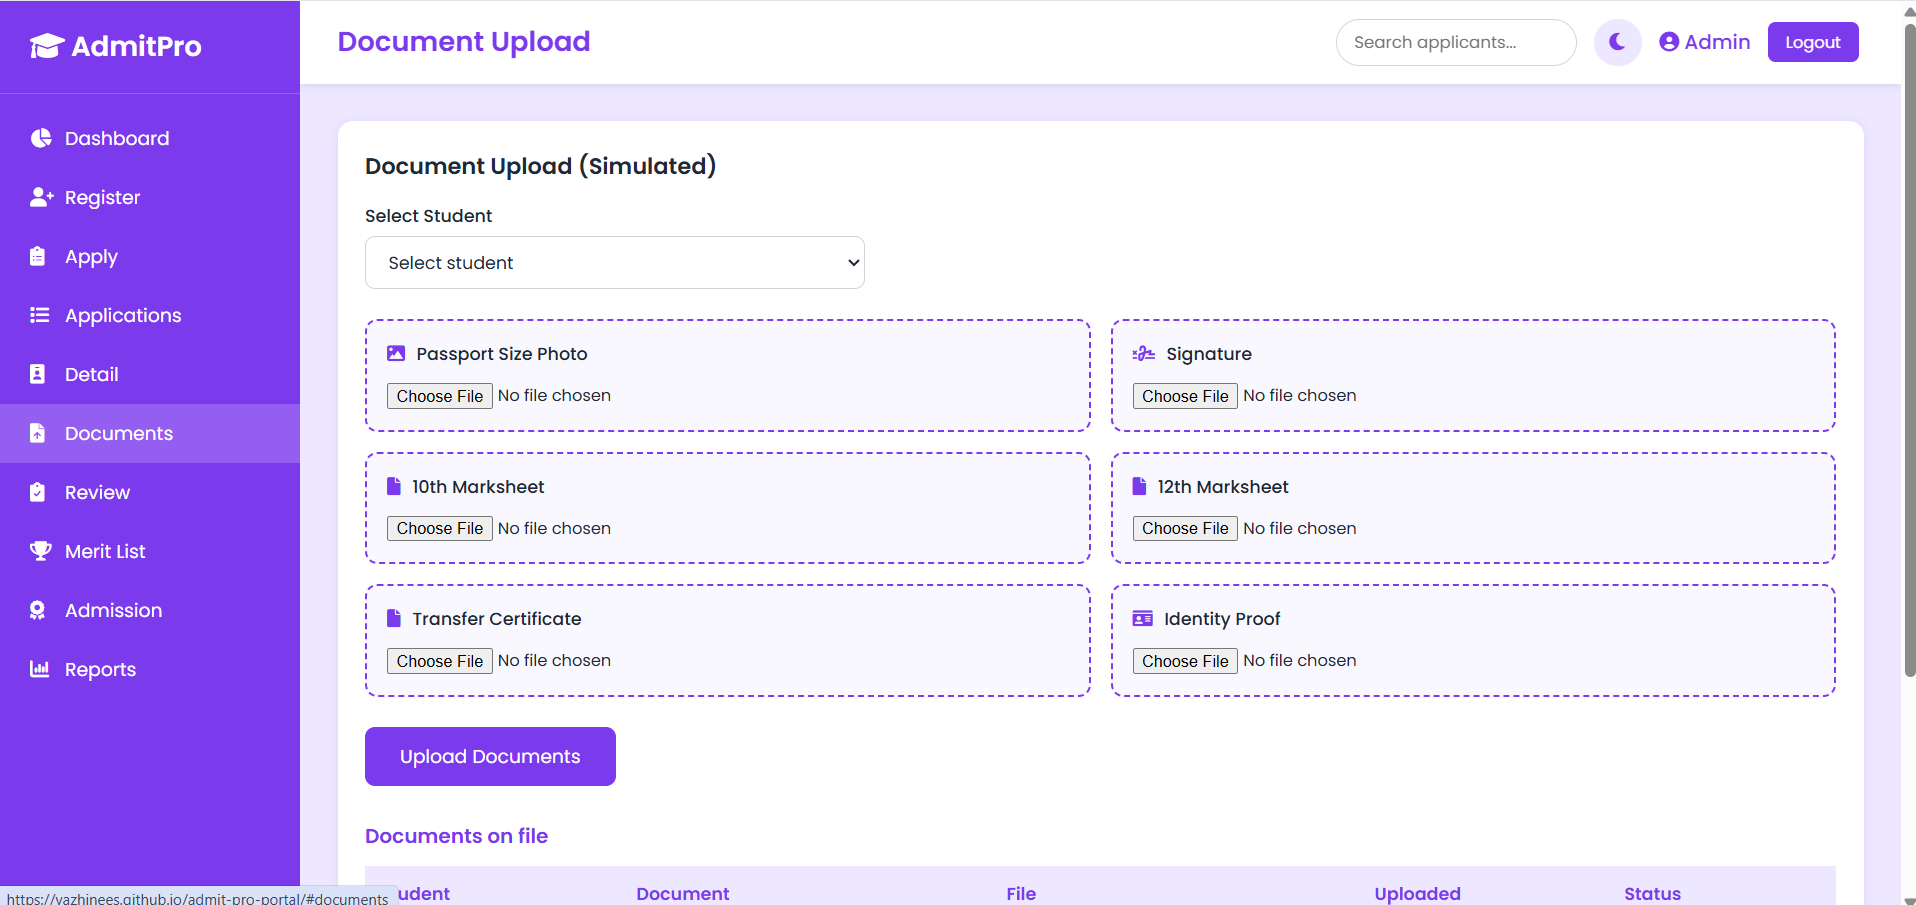 AdmitPro
Document Upload
Search applicants...
Admin
Logout
Dashboard
Register
Apply
Applications
Detail
Documents
Review
Merit List
Admission
Reports
Document Upload (Simulated)
Select Student
Select student
Passport Size Photo
Choose File No file chosen
Signature
Choose File No file chosen
10th Marksheet
Choose File No file chosen
12th Marksheet
Choose File No file chosen
Transfer Certificate
Choose File No file chosen
Identity Proof
Choose File No file chosen
Upload Documents
Documents on file
udent Document File Uploaded Status
https://yazhinees.github.io/admit-pro-portal/#documents